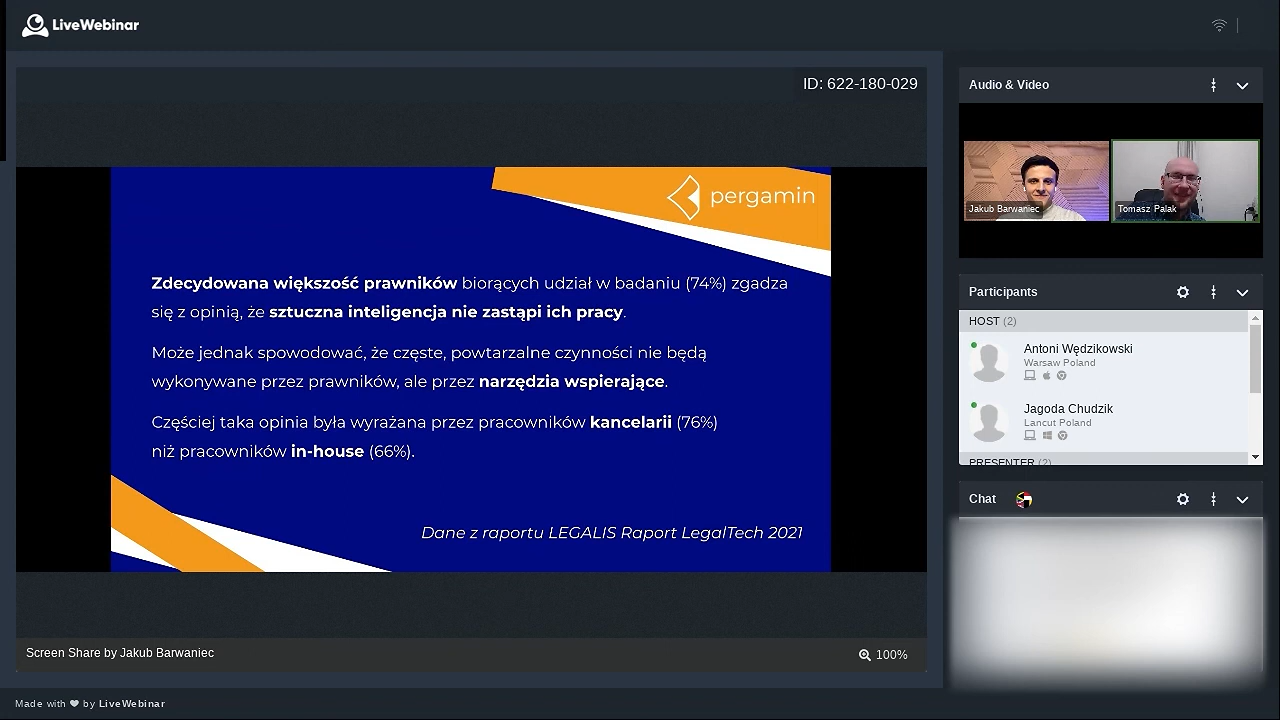 LiveWebinar
ID: 622-180-029
pergamin
Zdecydowana większość prawników biorących udział w badaniu (74%) zgadza
się z opinią, że sztuczna inteligencja nie zastąpi ich pracy.
Może jednak spowodować, że częste, powtarzalne czynności nie będą
wykonywane przez prawników, ale przez narzędzia wspierające.
Częściej taka opinia była wyrażana przez pracowników kancelarii (76%)
niż pracowników in-house (66%).
Dane z raportu LEGALIS Raport LegalTech 2021
Screen Share by Jakub Barwaniec
100%
Audio & Video
Jakub Barwaniec
Tomasz Palak
Participants
HOST (2)
Antoni Wędzikowski
Warsaw Poland
Jagoda Chudzik
Lancut Poland
PRESENTER (2)
Chat
Made with ❤ by LiveWebinar